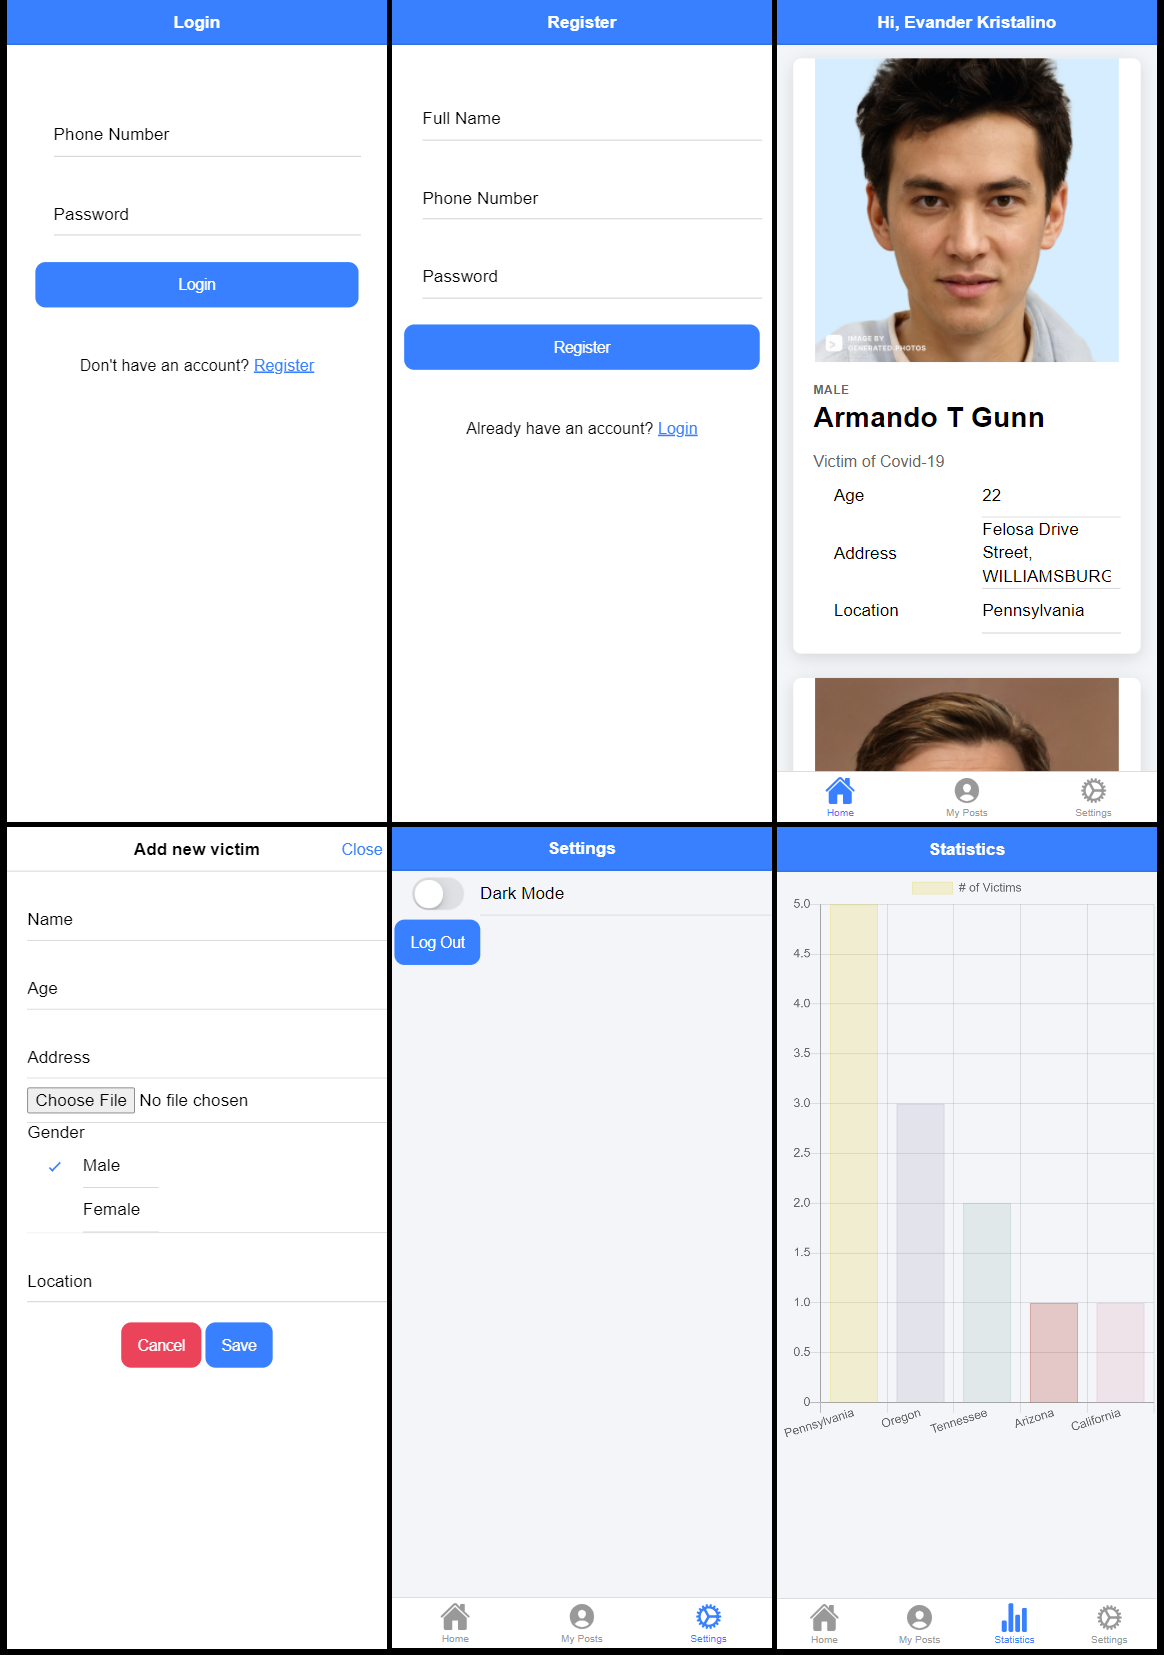 Login
Phone Number
Password
Login
Don't have an account? Register
Register
Full Name
Phone Number
Password
Register
Already have an account? Login
Hi, Evander Kristalino
IMAGE BY
GENERATED.PHOTOS
MALE
Armando T Gunn
Victim of Covid-19
Age 22
Address Felosa Drive
Street,
WILLIAMSBURG
Location Pennsylvania
Home My Posts Settings
Add new victim Close
Name
Age
Address
Choose File No file chosen
Gender
Male
Female
Location
Cancel Save
Settings
Dark Mode
Log Out
Home My Posts Settings
Statistics
# of Victims
5.0
4.5
4.0
3.5
3.0
2.5
2.0
1.5
1.0
0.5
0
Pennsylvania Oregon Tennessee Arizona California
Home My Posts Statistics Settings